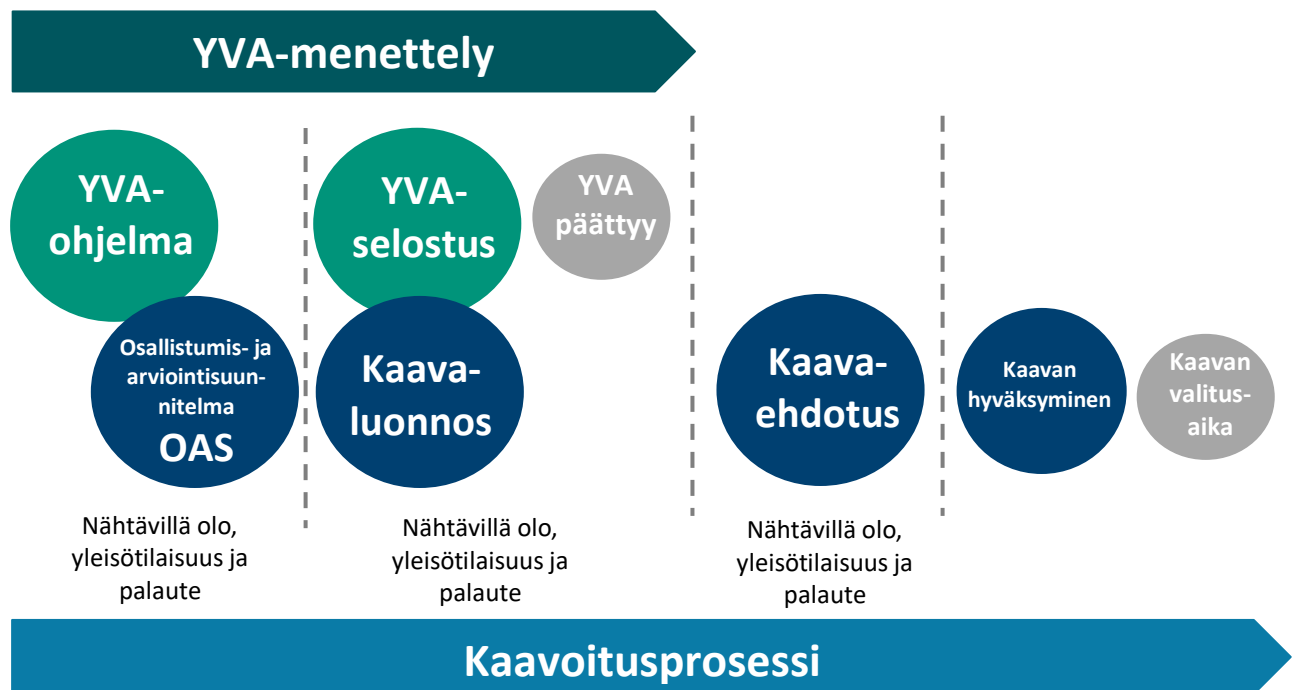 YVA-menettely
YVA-
ohjelma
Osallistumis- ja
arviointisuun-
nitelma
OAS
Nähtävillä olo,
yleisötilaisuus ja
palaute
YVA-
selostus
YVA
päättyy
Kaava-
luonnos
Nähtävillä olo,
yleisötilaisuus ja
palaute
Kaava-
ehdotus
Nähtävillä olo,
yleisötilaisuus ja
palaute
Kaavan
hyväksyminen
Kaavan
valitus-
aika
Kaavoitusprosessi